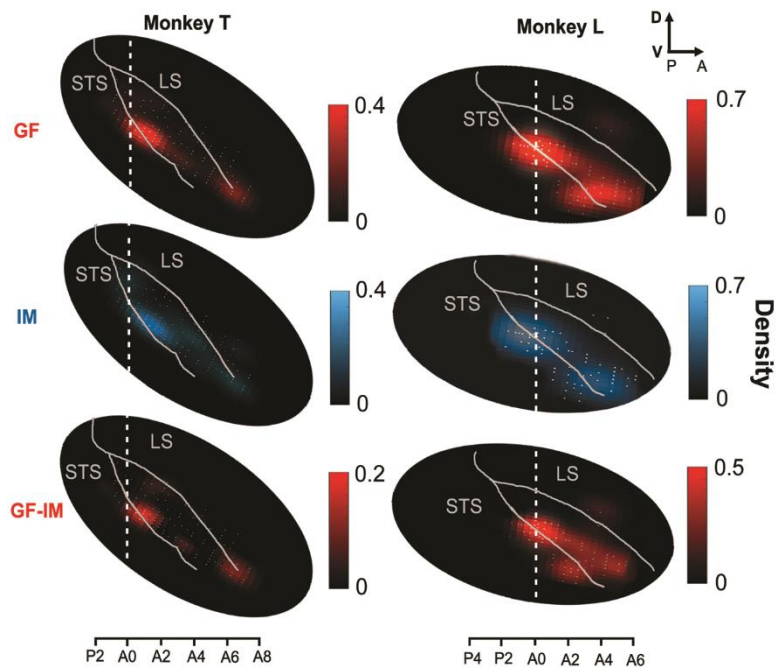 Monkey T
Monkey L
D
V
P A
STS
LS
GF
0.4
0
STS
LS
0.7
0
STS
LS
IM
0.4
0
STS
LS
0.7
0
Density
STS
LS
GF-IM
0.2
0
STS
LS
0.5
0
P2 A0 A2 A4 A6 A8
P4 P2 A0 A2 A4 A6